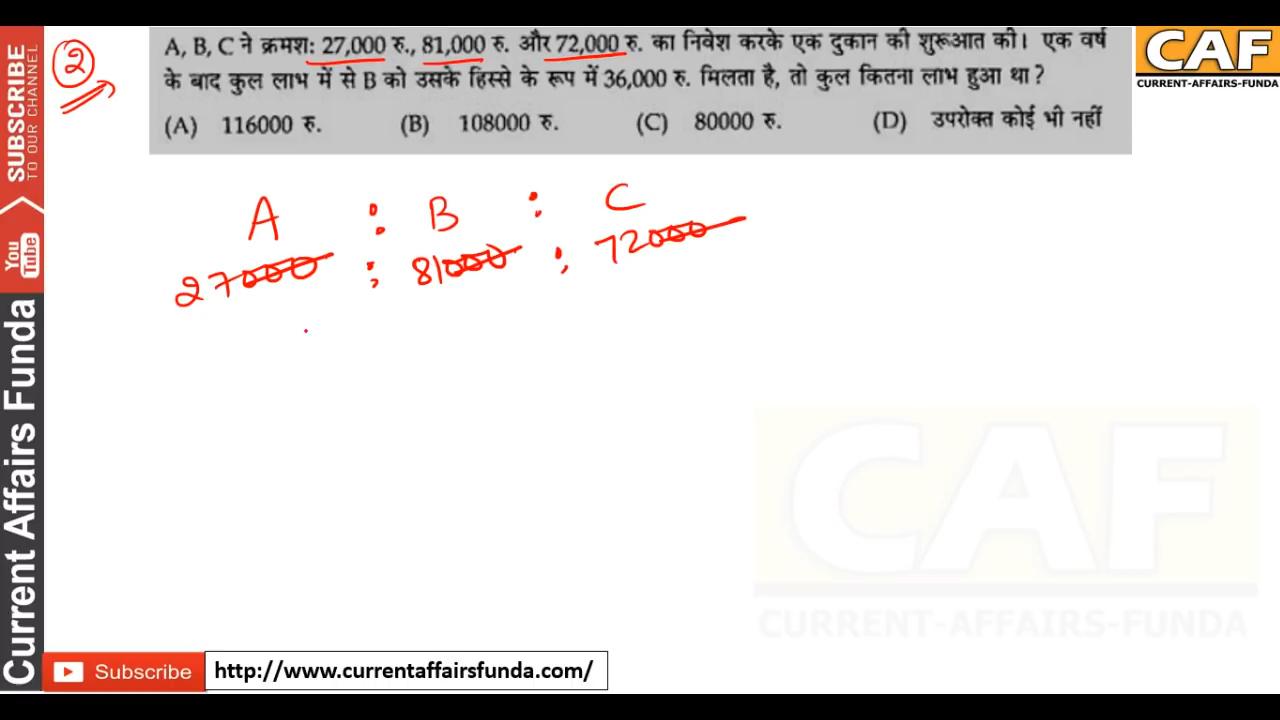 SUBSCRIBE
TO OUR CHANNEL
You Tube
Current Affairs Funda
2
A, B, C ने क्रमश: 27,000 रु., 81,000 रु. और 72,000 रु. का निवेश करके एक दुकान की शुरूआत की। एक वर्ष
के बाद कुल लाभ में से B को उसके हिस्से के रूप में 36,000 रु. मिलता है, तो कुल कितना लाभ हुआ था ?
(A) 116000 रु. (B) 108000 रु. (C) 80000 रु. (D) उपरोक्त कोई भी नहीं
CAF
CURRENT-AFFAIRS-FUNDA
A : B : C
27000 : 81000 : 72000
CAF
CURRENT-AFFAIRS-FUNDA
Subscribe
http://www.currentaffairsfunda.com/